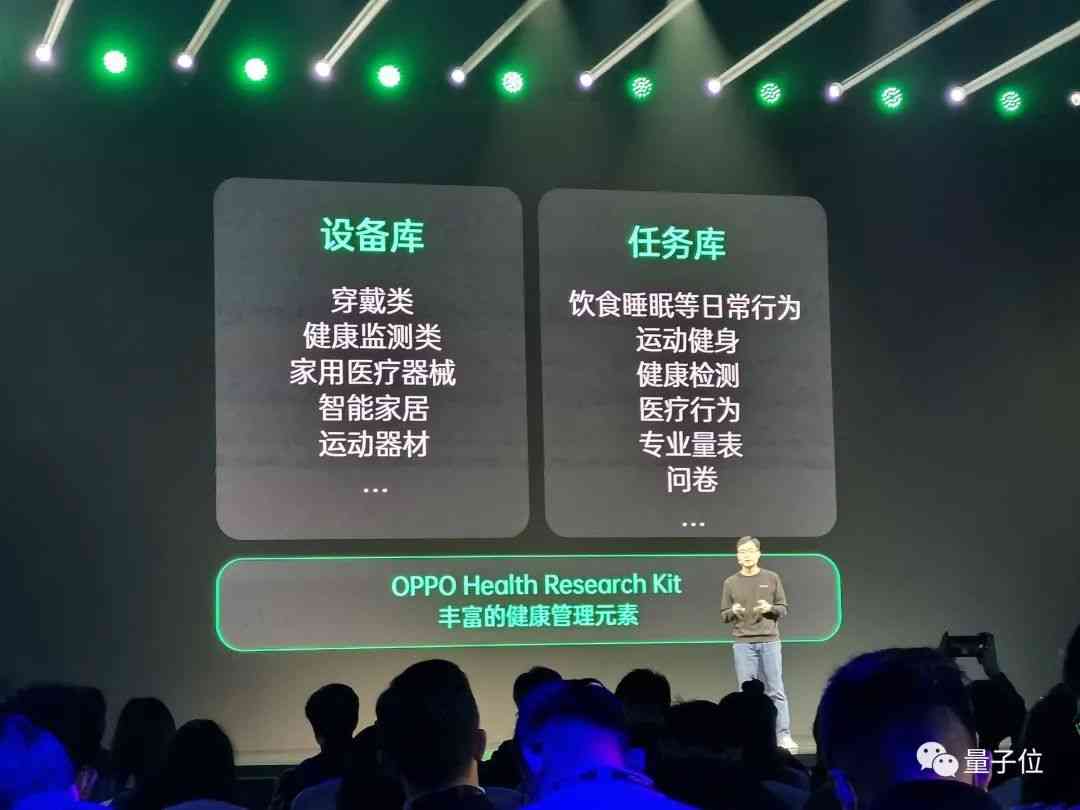 设备库
穿戴类
健康监测类
家用医疗器械
智能家居
运动器材
...
任务库
饮食睡眠等日常行为
运动健身
健康检测
医疗行为
专业量表
问卷
...
OPPO Health Research Kit
丰富的健康管理元素
量子位